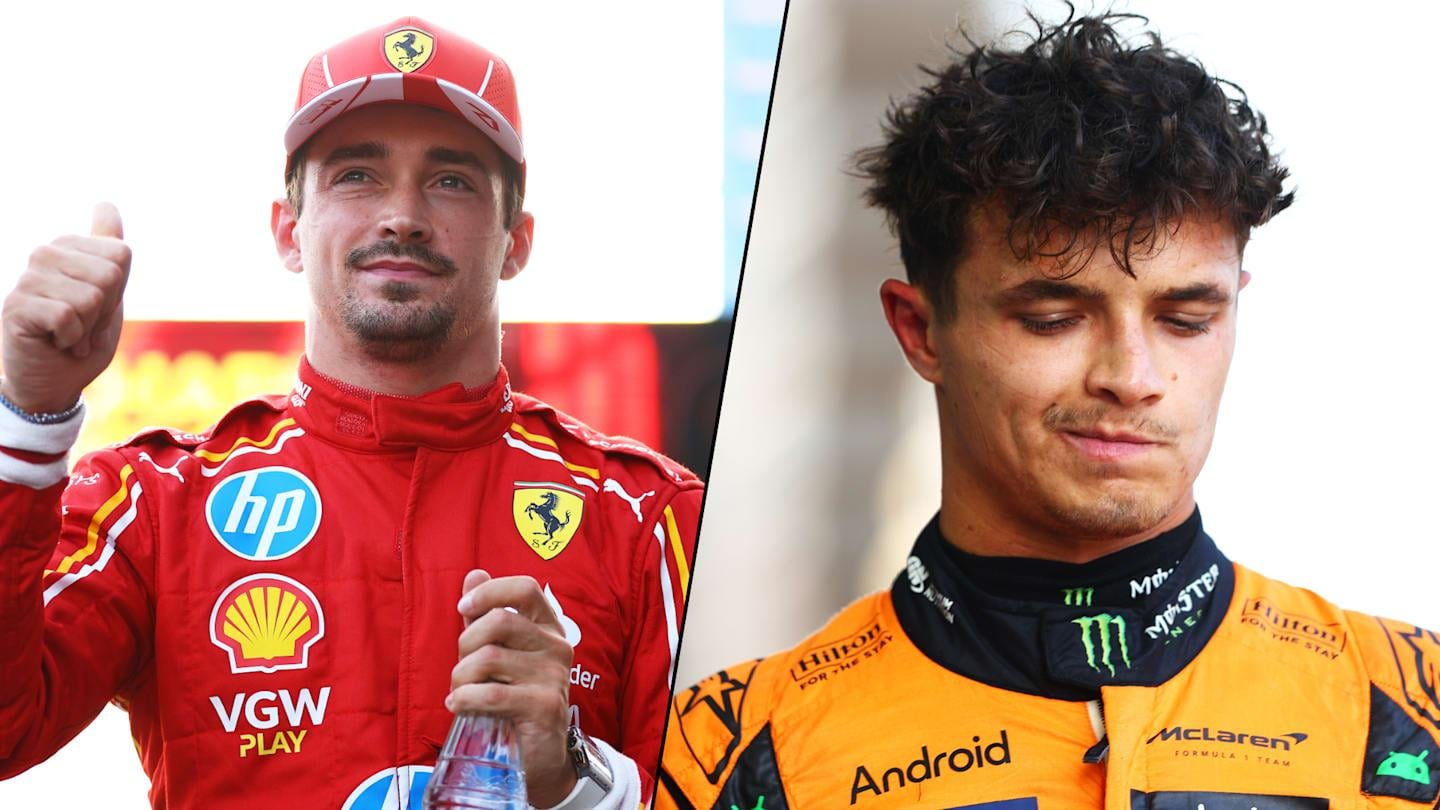 S F
hp
S F
VGW
PLAY
Hilton
FOR THE STAY
MONSTER
Hilton
FOR THE STAY
Android
McLaren
FORMULA 1 TEAM